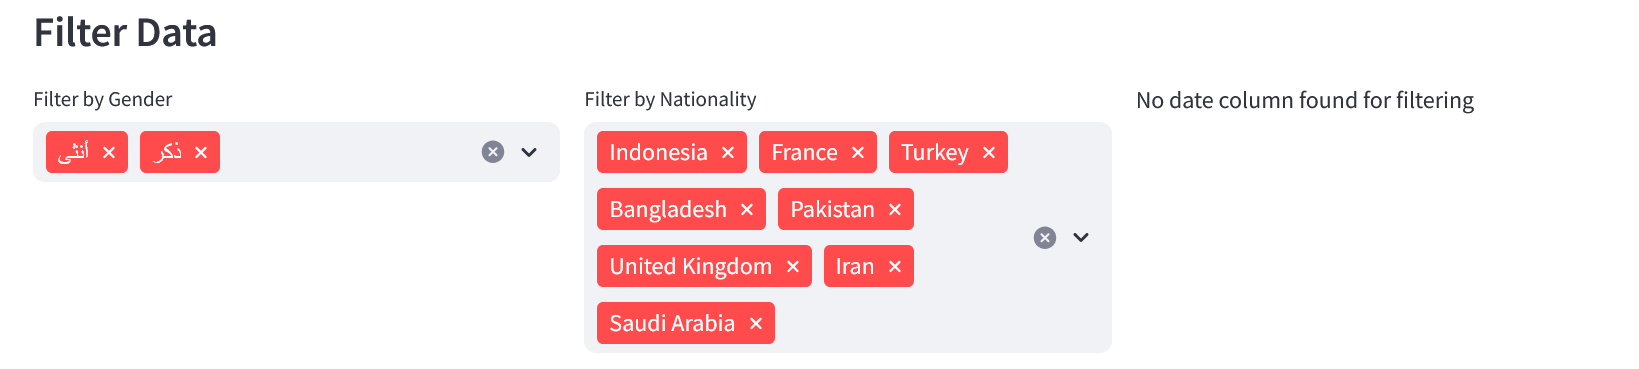 Filter Data
Filter by Gender
أنثى
ذكر
Filter by Nationality
Indonesia
France
Turkey
Bangladesh
Pakistan
United Kingdom
Iran
Saudi Arabia
No date column found for filtering